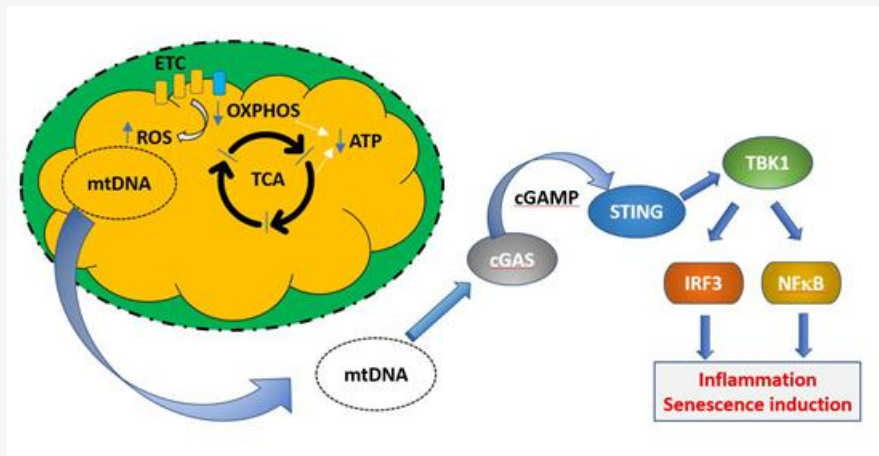 ETC
OXPHOS
ROS
ATP
mtDNA
TCA
mtDNA
cGAS
cGAMP
STING
TBK1
IRF3
NFκB
Inflammation
Senescence induction